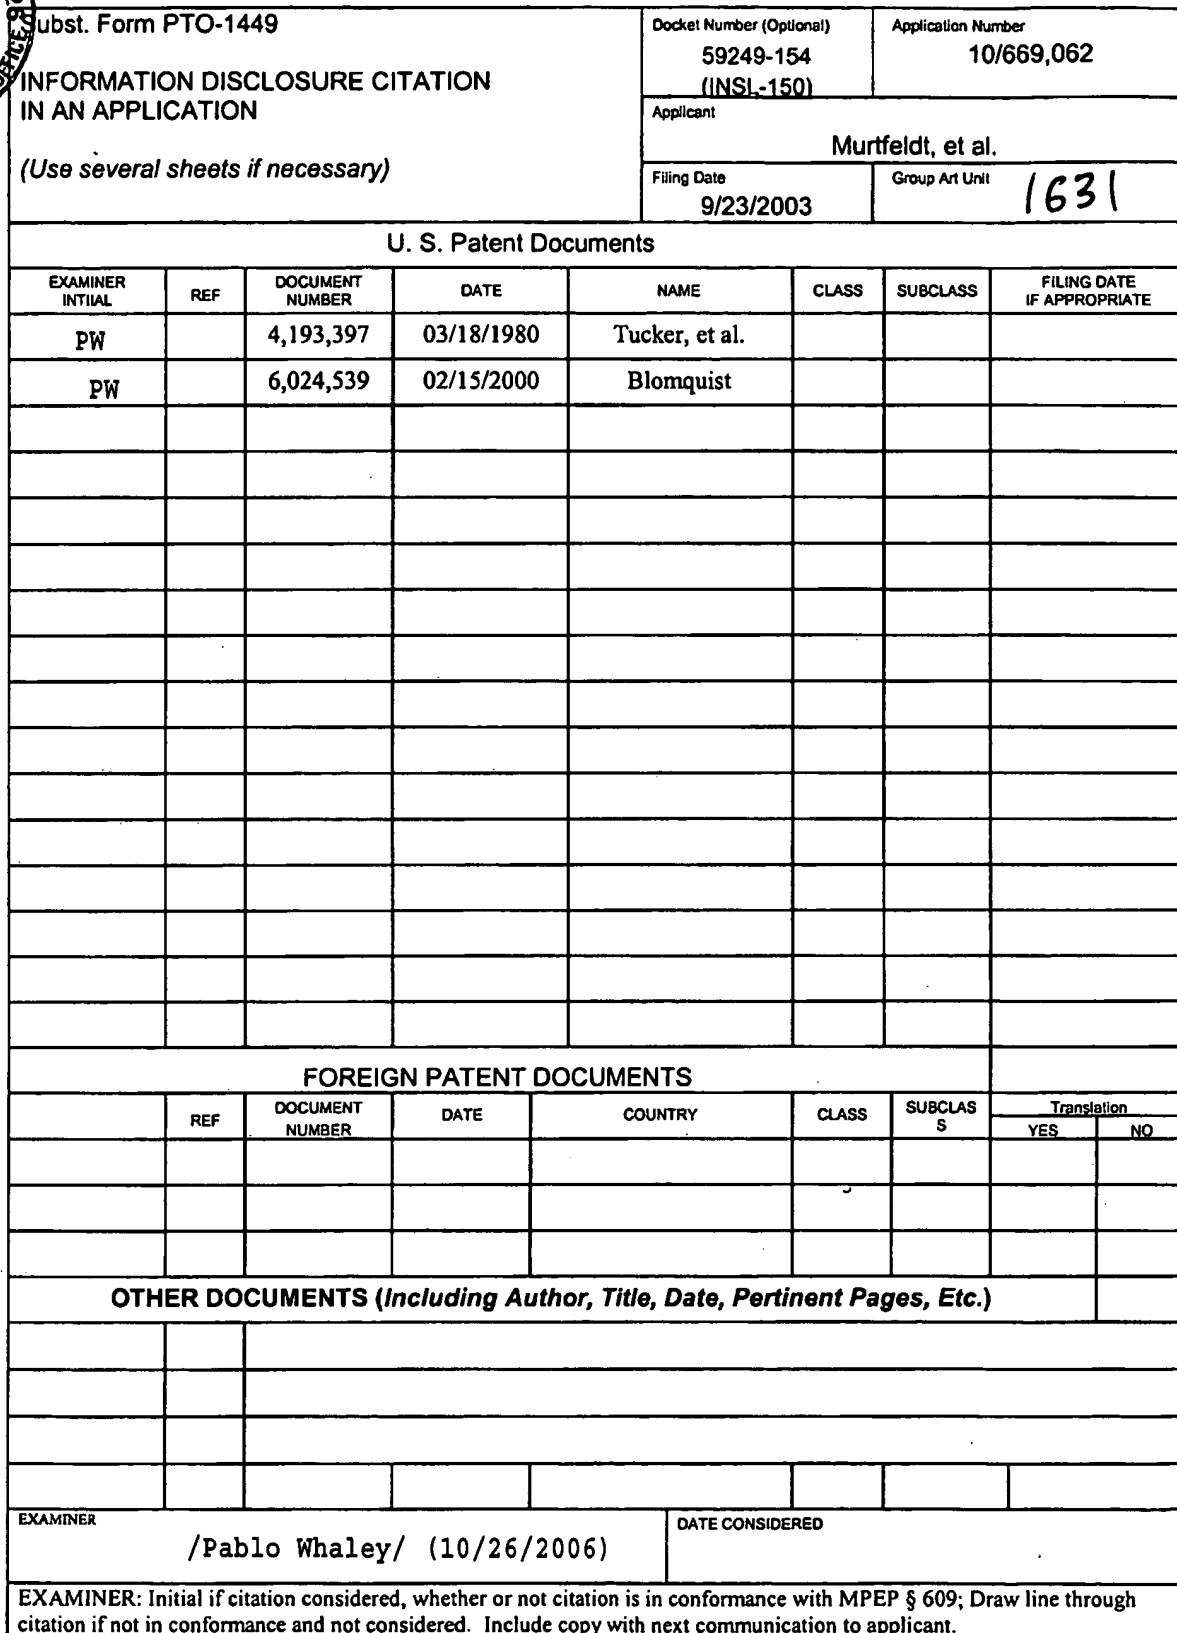 ubst. Form PTO-1449
INFORMATION DISCLOSURE CITATION
IN AN APPLICATION
(Use several sheets if necessary)
Docket Number (Optional)
59249-154
(INSL-150)
Application Number
10/669,062
Applicant
Murtfeldt, et al.
Filing Date
9/23/2003
Group Art Unit
1631
U. S. Patent Documents
EXAMINER INTIIAL REF DOCUMENT NUMBER DATE NAME CLASS SUBCLASS FILING DATE IF APPROPRIATE
PW 4,193,397 03/18/1980 Tucker, et al.
PW 6,024,539 02/15/2000 Blomquist
FOREIGN PATENT DOCUMENTS
REF DOCUMENT NUMBER DATE COUNTRY CLASS SUBCLAS S Translation
YES NO
OTHER DOCUMENTS (Including Author, Title, Date, Pertinent Pages, Etc.)
EXAMINER
/Pablo Whaley/ (10/26/2006)
DATE CONSIDERED
EXAMINER: Initial if citation considered, whether or not citation is in conformance with MPEP § 609; Draw line through
citation if not in conformance and not considered. Include copy with next communication to applicant.